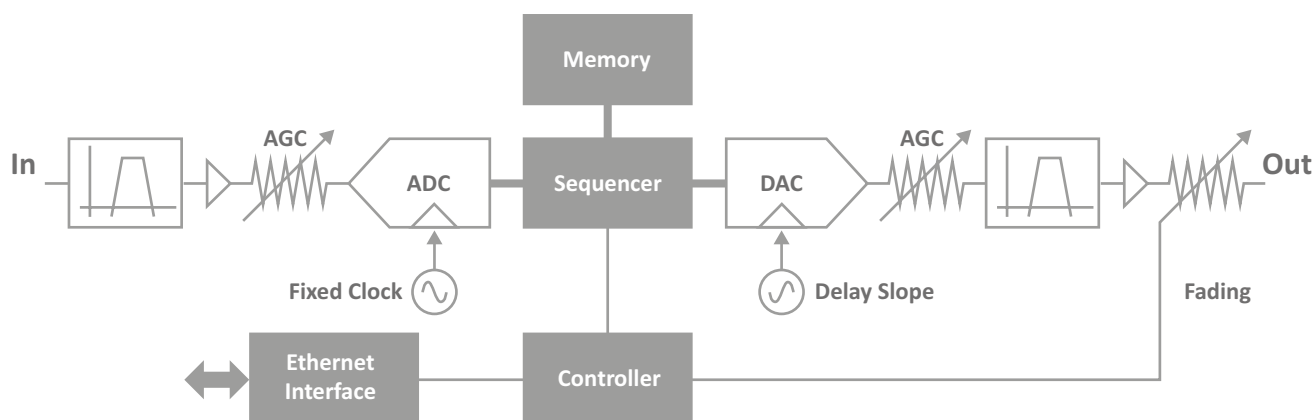 Memory
In
AGC
ADC
Sequencer
DAC
AGC
Out
Fixed Clock
Delay Slope
Fading
Ethernet
Interface
Controller